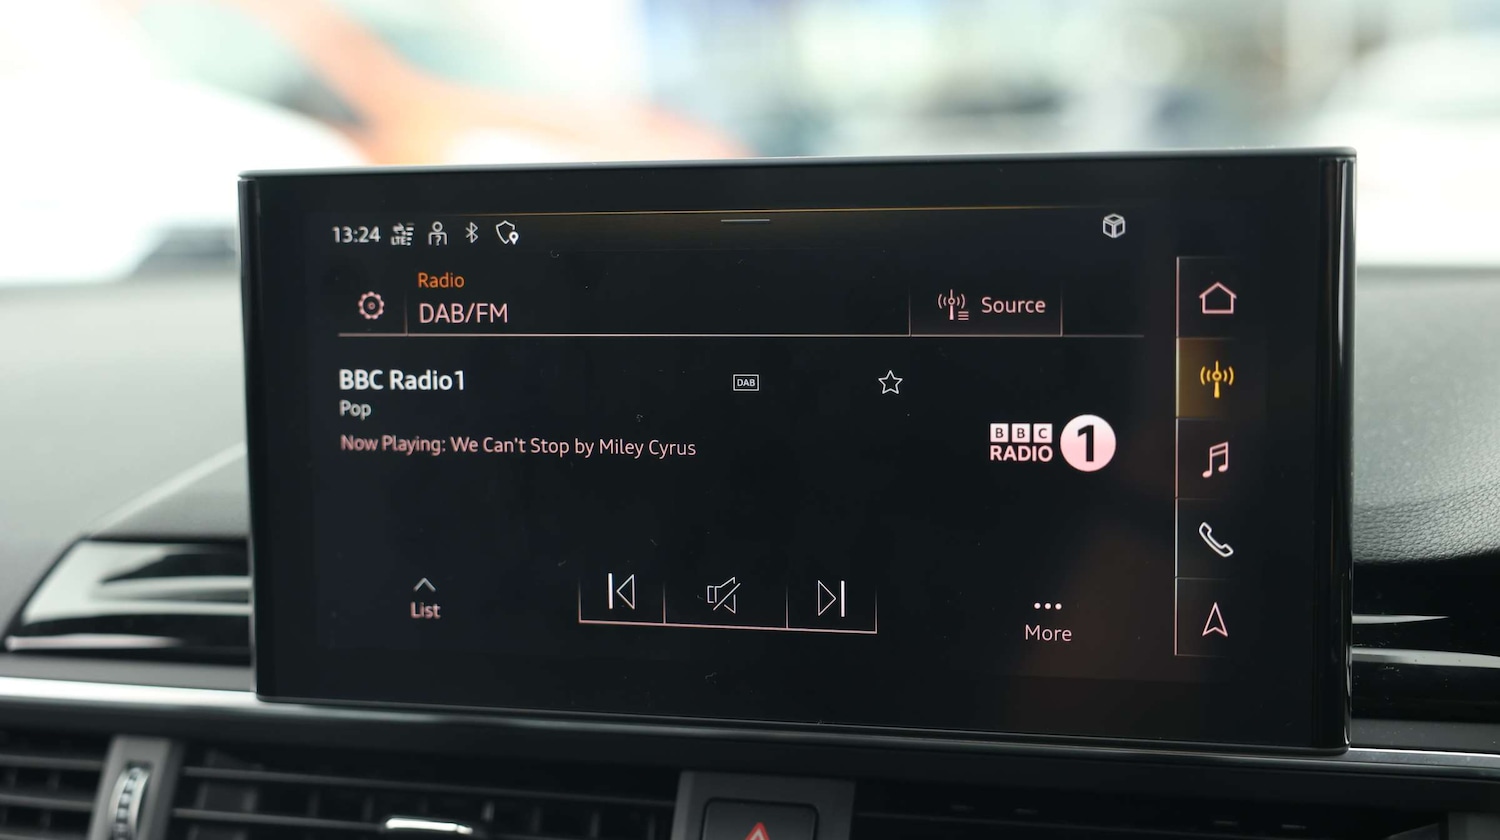 13:24
LTE
Radio
DAB/FM
Source
BBC Radio1
DAB
Pop
Now Playing: We Can't Stop by Miley Cyrus
BBC
RADIO 1
List
More